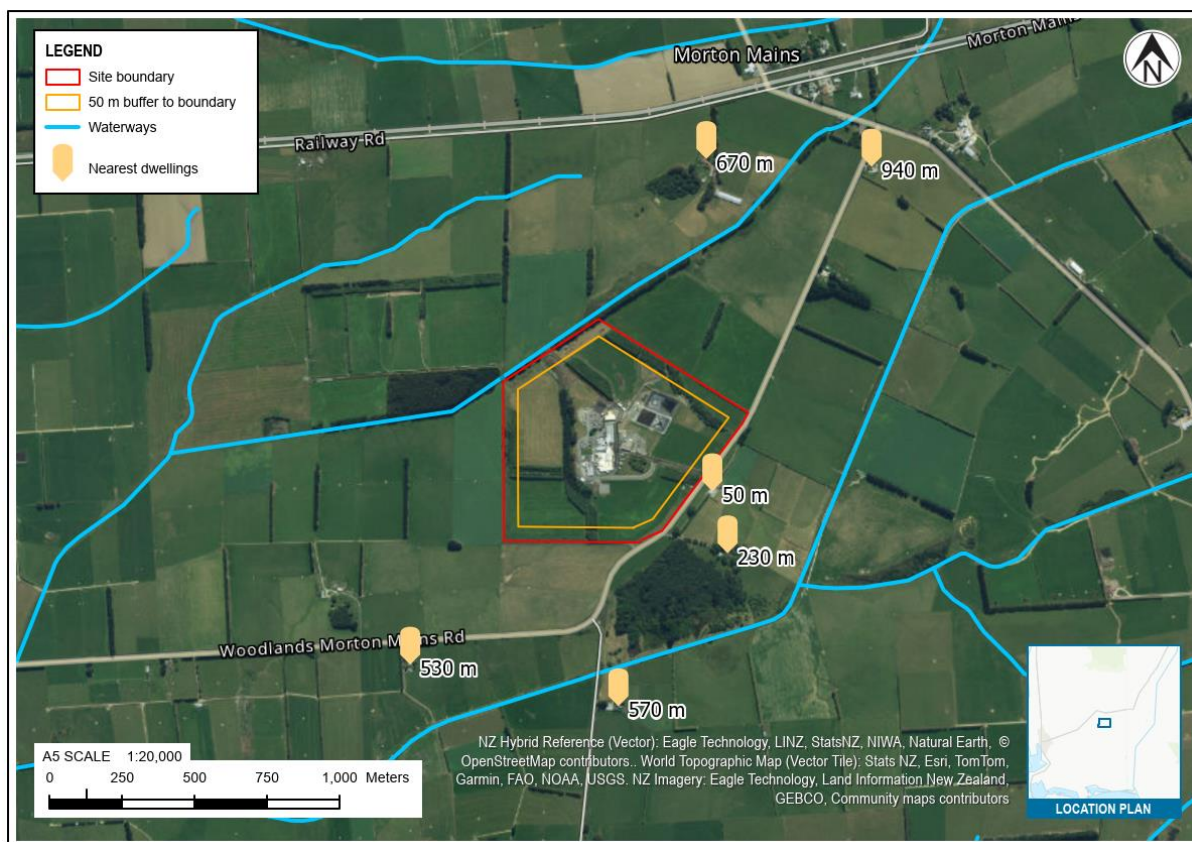 LEGEND
Site boundary
50 m buffer to boundary
Waterways
Nearest dwellings
Morton Mains
Morton Mains
N
Railway Rd
670 m
940 m
50 m
230 m
Woodlands Morton Mains Rd
530 m
570 m
A5 SCALE 1:20,000
0 250 500 750 1,000 Meters
NZ Hybrid Reference (Vector): Eagle Technology, LINZ, StatsNZ, NIWA, Natural Earth, ©
OpenStreetMap contributors.. World Topographic Map (Vector Tile): Stats NZ, Esri, TomTom,
Garmin, FAO, NOAA, USGS. NZ Imagery: Eagle Technology, Land Information New Zealand,
GEBCO, Community maps contributors
LOCATION PLAN